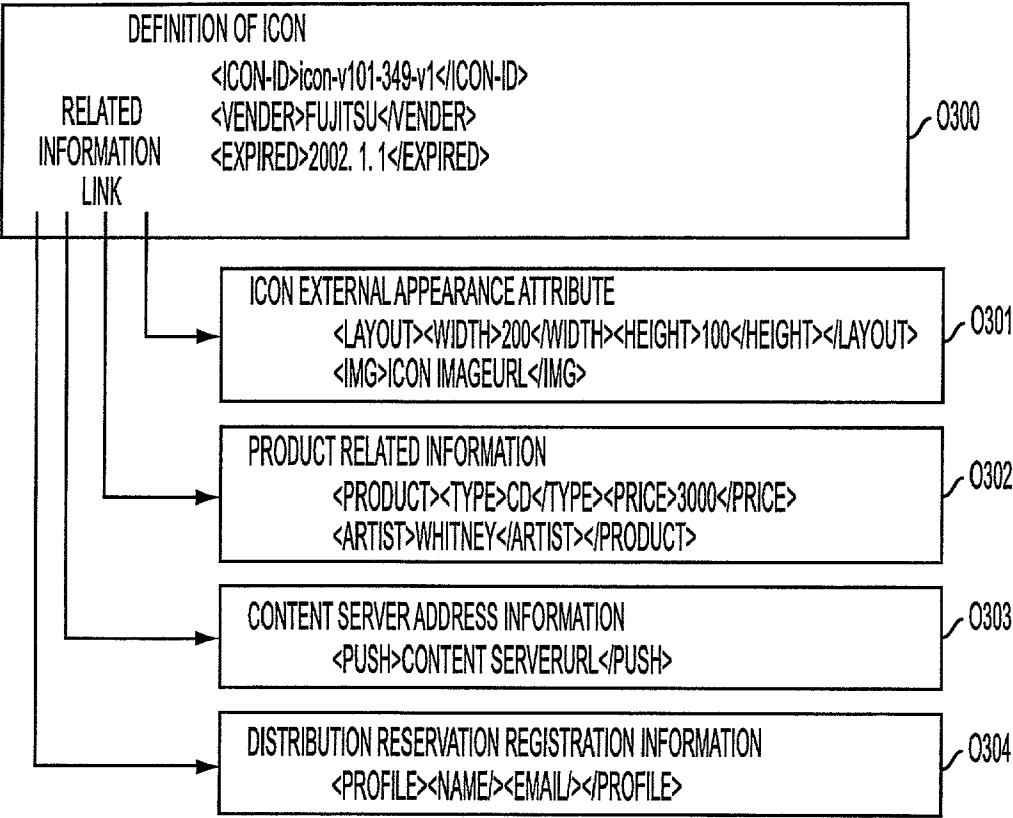 DEFINITION OF ICON
<ICON-ID>icon-v101-349-v1</ICON-ID>
<VENDER>FUJITSU</VENDER>
<EXPIRED>2002. 1. 1</EXPIRED>
RELATED
INFORMATION
LINK
O300
ICON EXTERNAL APPEARANCE ATTRIBUTE
<LAYOUT><WIDTH>200</WIDTH><HEIGHT>100</HEIGHT></LAYOUT>
<IMG>ICON IMAGEURL</IMG>
O301
PRODUCT RELATED INFORMATION
<PRODUCT><TYPE>CD</TYPE><PRICE>3000</PRICE>
<ARTIST>WHITNEY</ARTIST></PRODUCT>
O302
CONTENT SERVER ADDRESS INFORMATION
<PUSH>CONTENT SERVERURL</PUSH>
O303
DISTRIBUTION RESERVATION REGISTRATION INFORMATION
<PROFILE><NAME/><EMAIL/></PROFILE>
O304